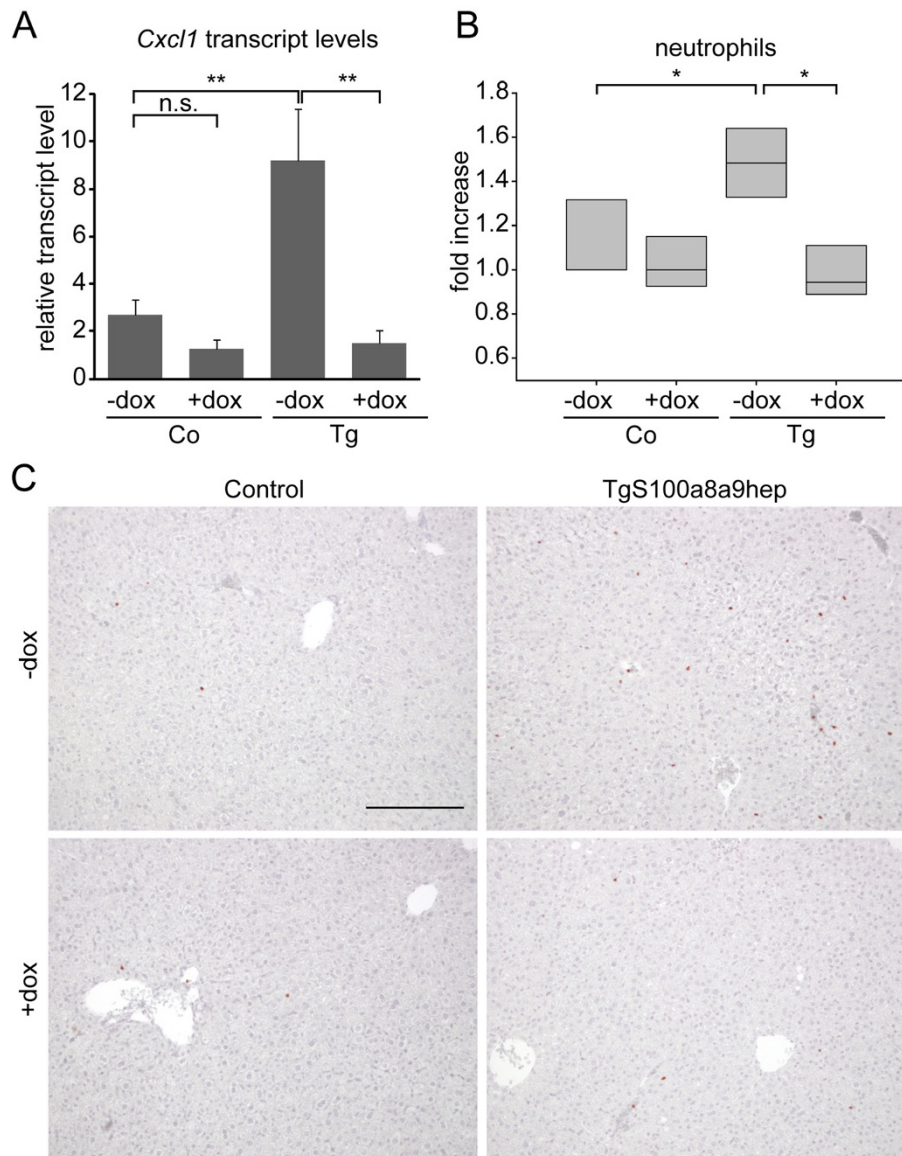 A
Cxcl1 transcript levels
relative transcript level
**
**
n.s.
12
10
8
6
4
2
0
-dox
+dox
-dox
+dox
Co
Tg
B
neutrophils
fold increase
*
*
1.8
1.6
1.4
1.2
1.0
0.8
0.6
-dox
+dox
-dox
+dox
Co
Tg
C
Control
TgS100a8a9hep
-dox
+dox